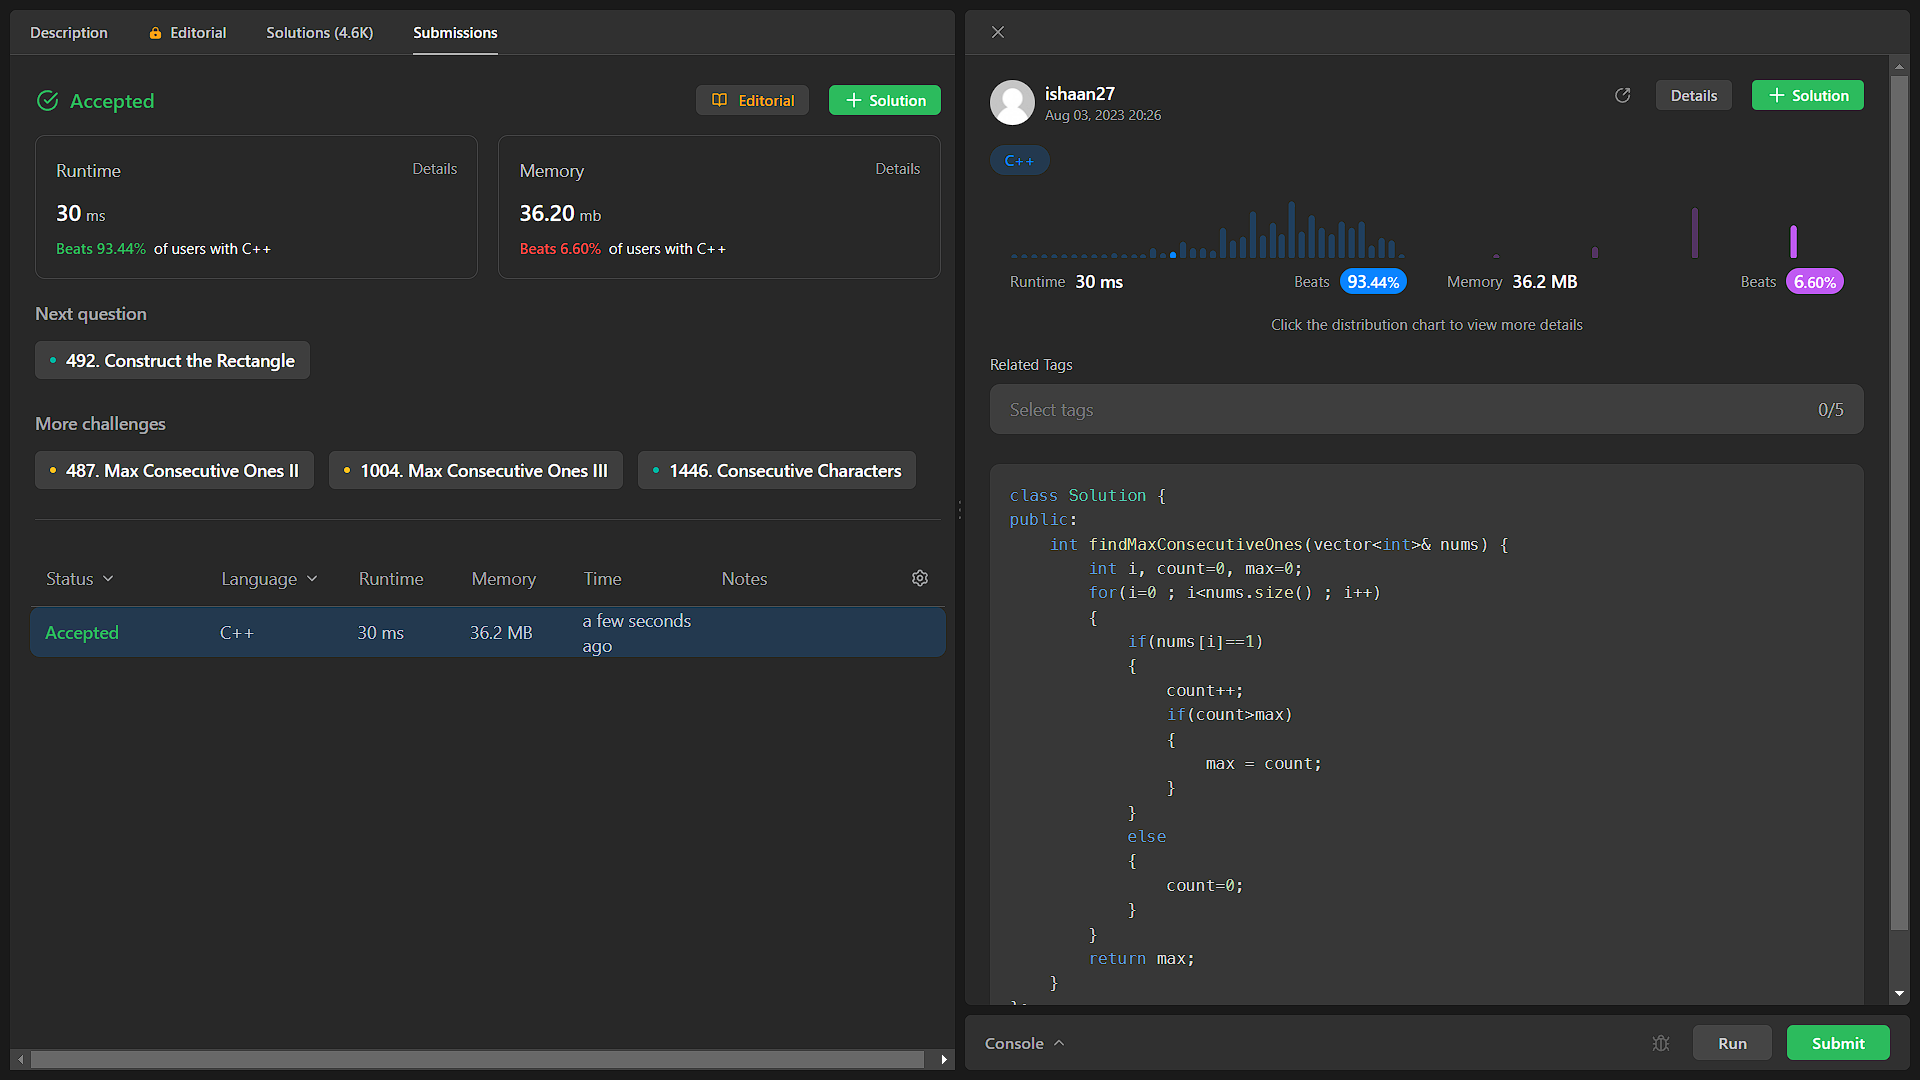 Description
Editorial
Solutions (4.6K)
Submissions
Accepted
Editorial
Solution
Runtime
Details
30 ms
Beats 93.44% of users with C++
Memory
Details
36.20 mb
Beats 6.60% of users with C++
Next question
492. Construct the Rectangle
More challenges
487. Max Consecutive Ones II
1004. Max Consecutive Ones III
1446. Consecutive Characters
Status
Language
Runtime
Memory
Time
Notes
Accepted
C++
30 ms
36.2 MB
a few seconds
ago
ishaan27
Aug 03, 2023 20:26
Details
Solution
C++
Runtime 30 ms
Beats 93.44%
Memory 36.2 MB
Beats 6.60%
Click the distribution chart to view more details
Related Tags
Select tags
0/5
class Solution {
public:
    int findMaxConsecutiveOnes(vector<int>& nums) {
        int i, count=0, max=0;
        for(i=0 ; i<nums.size() ; i++)
        {
            if(nums[i]==1)
            {
                count++;
                if(count>max)
                {
                    max = count;
                }
            }
            else
            {
                count=0;
            }
        }
        return max;
    }
Console
Run
Submit